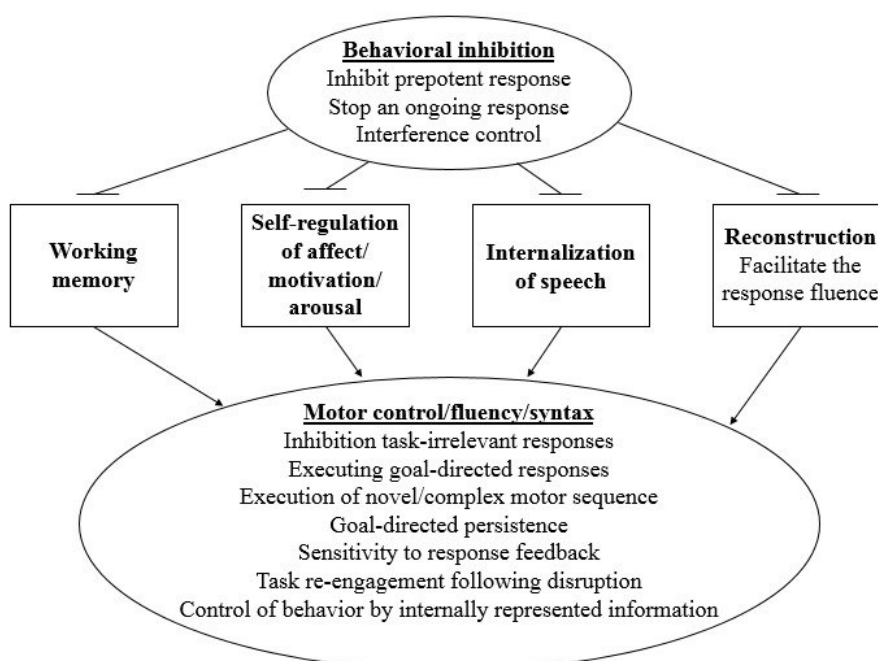 Behavioral inhibition
Inhibit prepotent response
Stop an ongoing response
Interference control
Working
memory
Self-regulation
of affect/
motivation/
arousal
Internalization
of speech
Reconstruction
Facilitate the
response fluence
Motor control/fluency/syntax
Inhibition task-irrelevant responses
Executing goal-directed responses
Execution of novel/complex motor sequence
Goal-directed persistence
Sensitivity to response feedback
Task re-engagement following disruption
Control of behavior by internally represented information